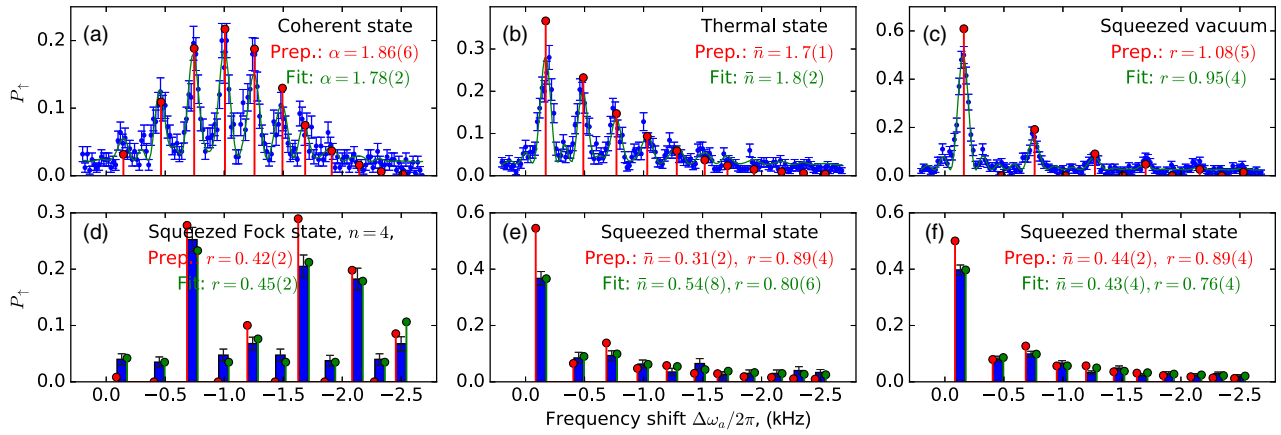 (a) Coherent state
Prep.: α = 1.86(6)
Fit: α = 1.78(2)
P↑
0.2
0.1
0.0
0.0 −0.5 −1.0 −1.5 −2.0 −2.5
(b) Thermal state
Prep.: n̄ = 1.7(1)
Fit: n̄ = 1.8(2)
0.3
0.2
0.1
0.0
0.0 −0.5 −1.0 −1.5 −2.0 −2.5
(c) Squeezed vacuum
Prep.: r = 1.08(5)
Fit: r = 0.95(4)
0.6
0.4
0.2
0.0
0.0 −0.5 −1.0 −1.5 −2.0 −2.5
(d) Squeezed Fock state, n = 4,
Prep.: r = 0.42(2)
Fit: r = 0.45(2)
P↑
0.3
0.2
0.1
0.0
0.0 −0.5 −1.0 −1.5 −2.0 −2.5
(e) Squeezed thermal state
Prep.: n̄ = 0.31(2), r = 0.89(4)
Fit: n̄ = 0.54(8), r = 0.80(6)
0.6
0.4
0.2
0.0
0.0 −0.5 −1.0 −1.5 −2.0 −2.5
(f) Squeezed thermal state
Prep.: n̄ = 0.44(2), r = 0.89(4)
Fit: n̄ = 0.43(4), r = 0.76(4)
0.6
0.4
0.2
0.0
0.0 −0.5 −1.0 −1.5 −2.0 −2.5
Frequency shift Δωₐ/2π, (kHz)